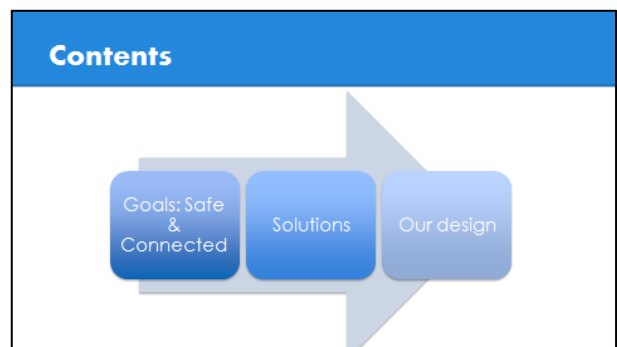 Contents
Goals: Safe
&
Connected
Solutions
Our design